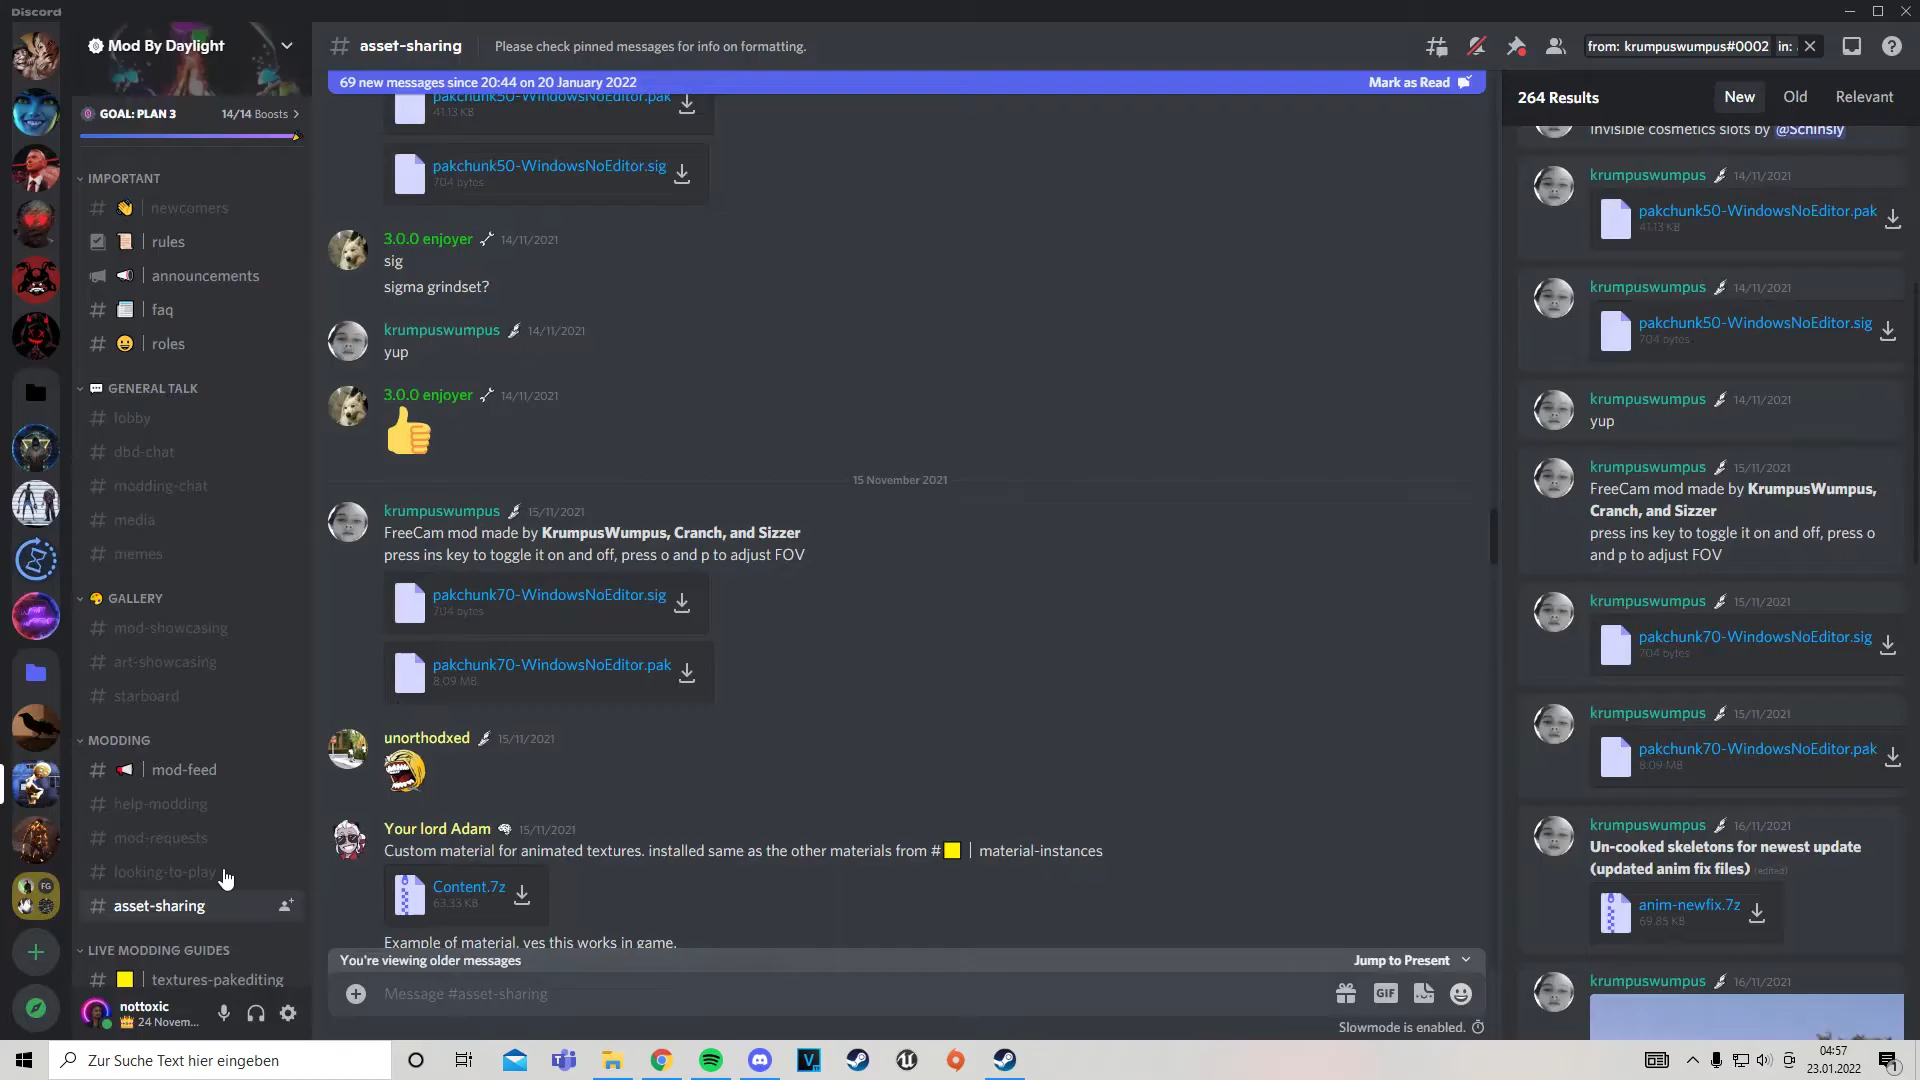 Discord
Mod By Daylight
GOAL: PLAN 3
14/14 Boosts
IMPORTANT
newcomers
rules
announcements
faq
roles
GENERAL TALK
lobby
dbd-chat
modding-chat
media
memes
GALLERY
mod-showcasing
art-showcasing
starboard
MODDING
mod-feed
help-modding
mod-requests
looking-to-play
asset-sharing
LIVE MODDING GUIDES
textures-pakediting
nottoxic
24 Novem...
# asset-sharing
Please check pinned messages for info on formatting.
from: krumpuswumpus#0002 in:
69 new messages since 20:44 on 20 January 2022
Mark as Read
pakchunk50-WindowsNoEditor.pak
41.13 KB
pakchunk50-WindowsNoEditor.sig
704 bytes
3.0.0 enjoyer 14/11/2021
sig
sigma grindset?
krumpuswumpus 14/11/2021
yup
3.0.0 enjoyer 14/11/2021
15 November 2021
krumpuswumpus 15/11/2021
FreeCam mod made by KrumpusWumpus, Cranch, and Sizzer
press ins key to toggle it on and off, press o and p to adjust FOV
pakchunk70-WindowsNoEditor.sig
704 bytes
pakchunk70-WindowsNoEditor.pak
8.09 MB
unorthodxed 15/11/2021
Your lord Adam 15/11/2021
Custom material for animated textures. installed same as the other materials from # | material-instances
Content.7z
63.33 KB
Example of material. yes this works in game.
You're viewing older messages
Jump to Present
Message #asset-sharing
GIF
Slowmode is enabled.
264 Results
New
Old
Relevant
Invisible cosmetics slots by @Schinsly
krumpuswumpus 14/11/2021
pakchunk50-WindowsNoEditor.pak
41.13 KB
krumpuswumpus 14/11/2021
pakchunk50-WindowsNoEditor.sig
704 bytes
krumpuswumpus 14/11/2021
yup
krumpuswumpus 15/11/2021
FreeCam mod made by KrumpusWumpus,
Cranch, and Sizzer
press ins key to toggle it on and off, press o
and p to adjust FOV
krumpuswumpus 15/11/2021
pakchunk70-WindowsNoEditor.sig
704 bytes
krumpuswumpus 15/11/2021
pakchunk70-WindowsNoEditor.pak
8.09 MB
krumpuswumpus 16/11/2021
Un-cooked skeletons for newest update
(updated anim fix files) (edited)
anim-newfix.7z
69.85 KB
krumpuswumpus 16/11/2021
FG
Zur Suche Text hier eingeben
04:57
23.01.2022
1